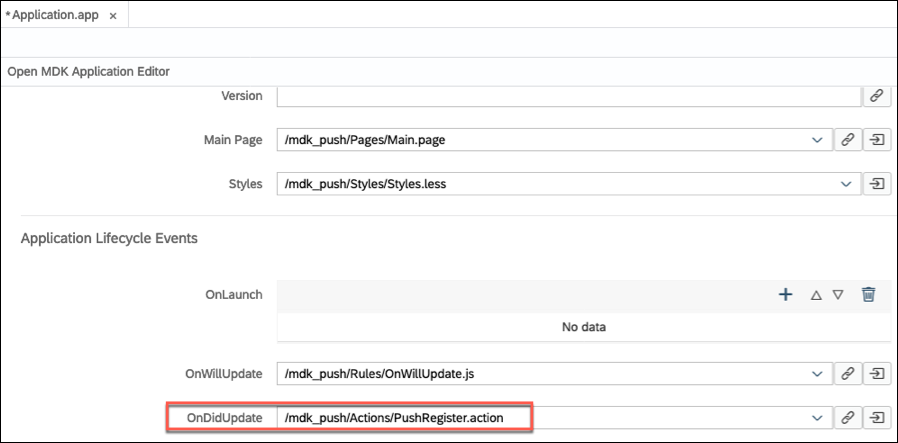 *Application.app ×
Open MDK Application Editor
Version
Main Page /mdk_push/Pages/Main.page
Styles /mdk_push/Styles/Styles.less
Application Lifecycle Events
OnLaunch
No data
OnWillUpdate /mdk_push/Rules/OnWillUpdate.js
OnDidUpdate /mdk_push/Actions/PushRegister.action